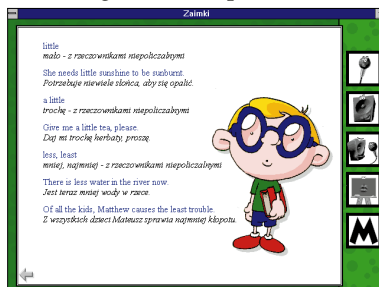 Zaimki
little
mało - z rzeczownikami niepoliczalnymi
She needs little sunshine to be sunburnt.
Potrzebuje niewiele słońca, aby się opalić.
a little
trochę - z rzeczownikami niepoliczalnymi
Give me a little tea, please.
Daj mi trochę herbaty, proszę.
less, least
mniej, najmniej - z rzeczownikami niepoliczalnymi
There is less water in the river now.
Jest teraz mniej wody w rzece.
Of all the kids, Matthew causes the least trouble.
Z wszystkich dzieci Mateusz sprawia najmniej kłopotu.
M